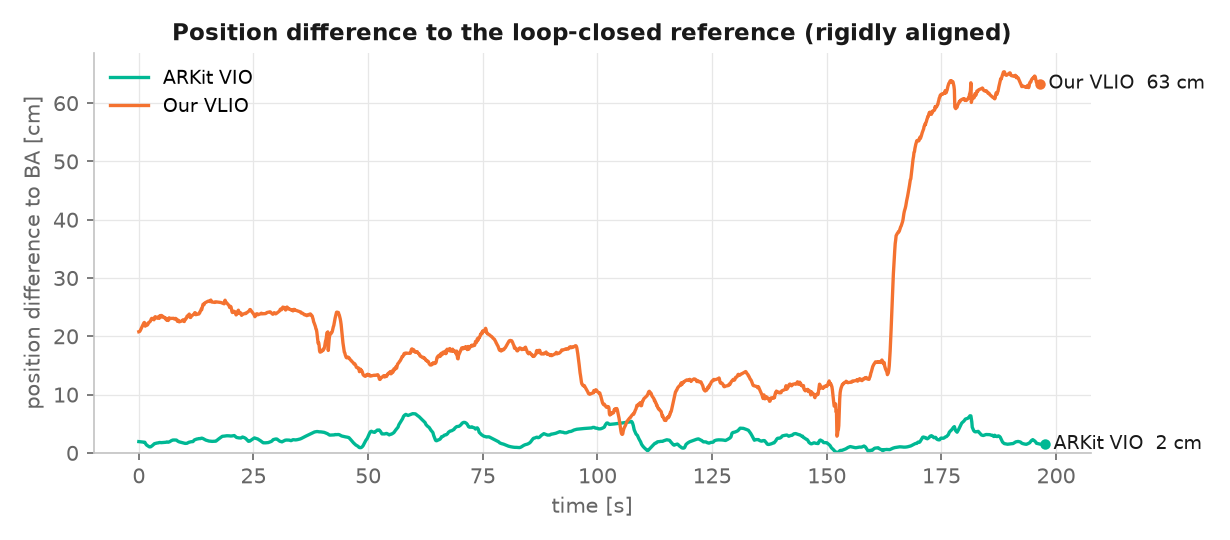 Position difference to the loop-closed reference (rigidly aligned)
ARKit VIO
Our VLIO
position difference to BA [cm]
60
50
40
30
20
10
0
Our VLIO 63 cm
ARKit VIO 2 cm
0 25 50 75 100 125 150 175 200
time [s]